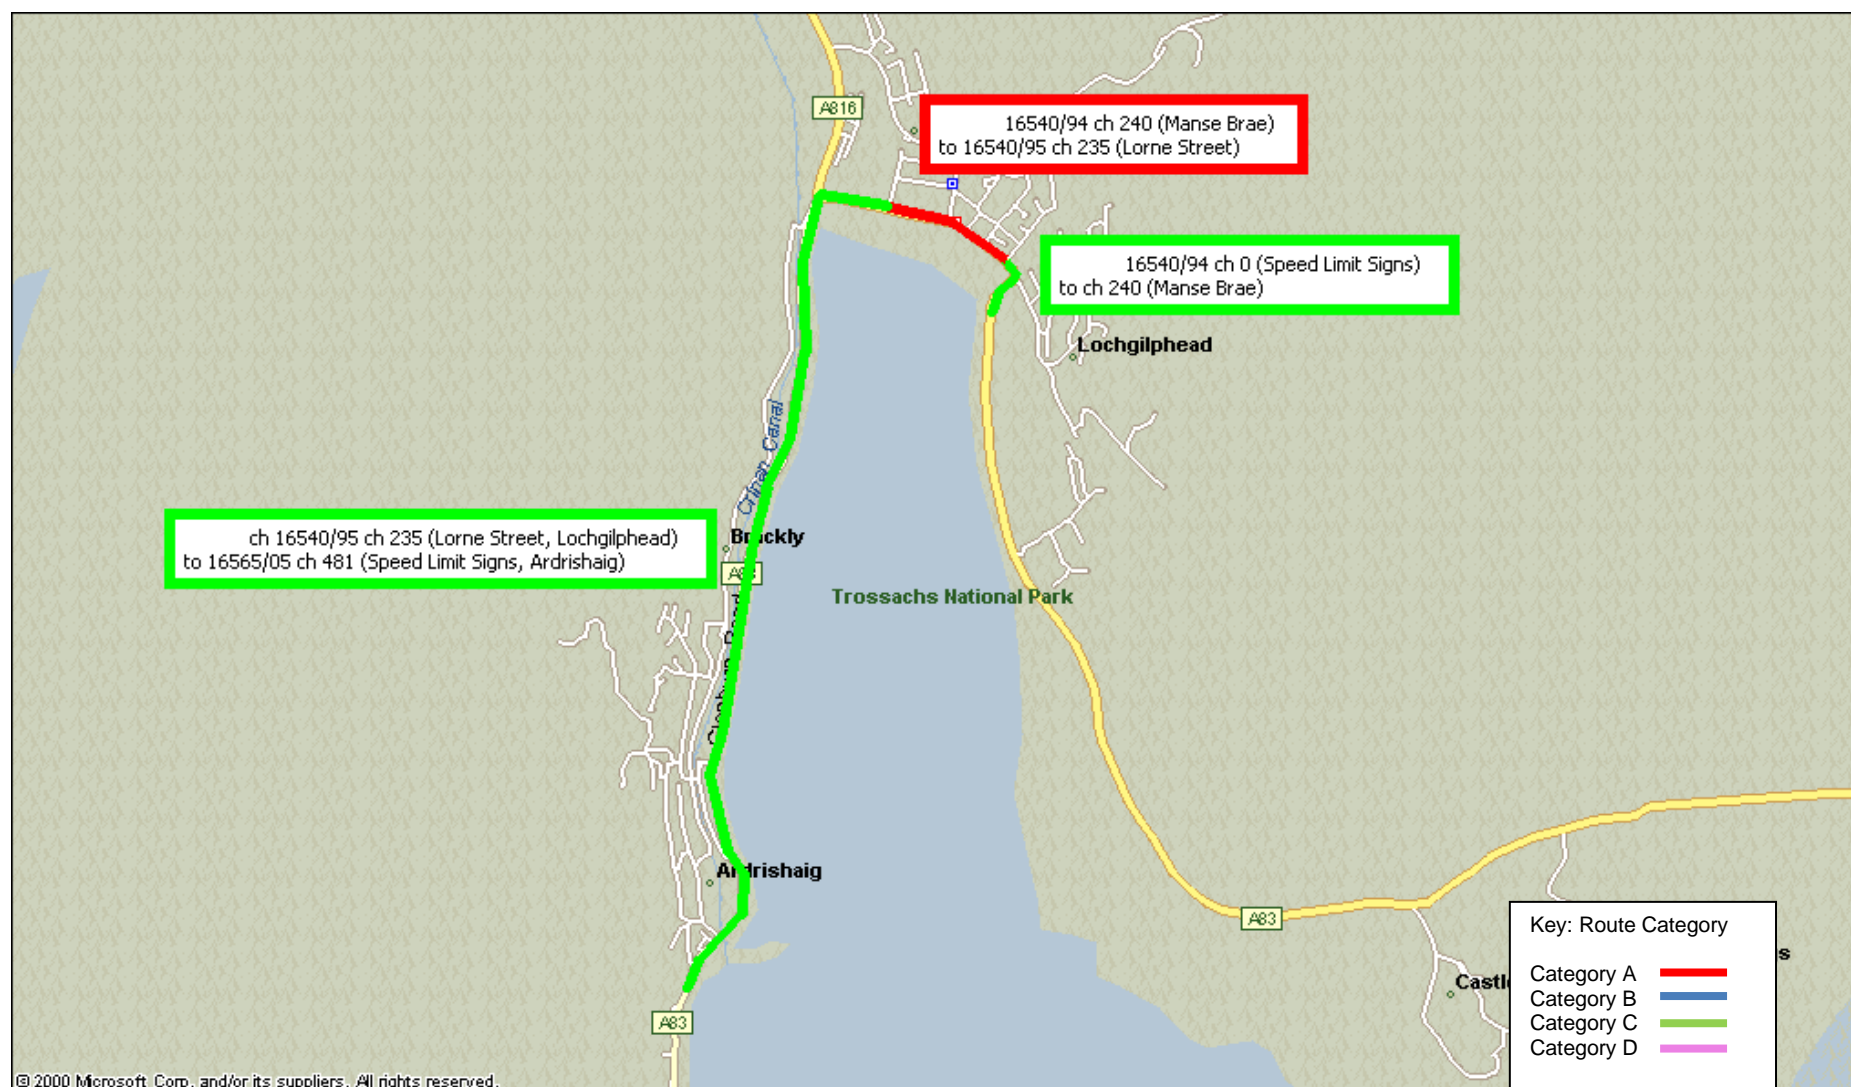 A816
16540/94 ch 240 (Manse Brae)
to 16540/95 ch 235 (Lorne Street)
16540/94 ch 0 (Speed Limit Signs)
to ch 240 (Manse Brae)
Lochgilphead
Crinan Canal
ch 16540/95 ch 235 (Lorne Street, Lochgilphead)
to 16565/05 ch 481 (Speed Limit Signs, Ardrishaig)
Trossachs National Park
Ardrishaig
A83
Key: Route Category
Category A
Category B
Category C
Category D
A83
© 2000 Microsoft Corp. and/or its suppliers. All rights reserved.